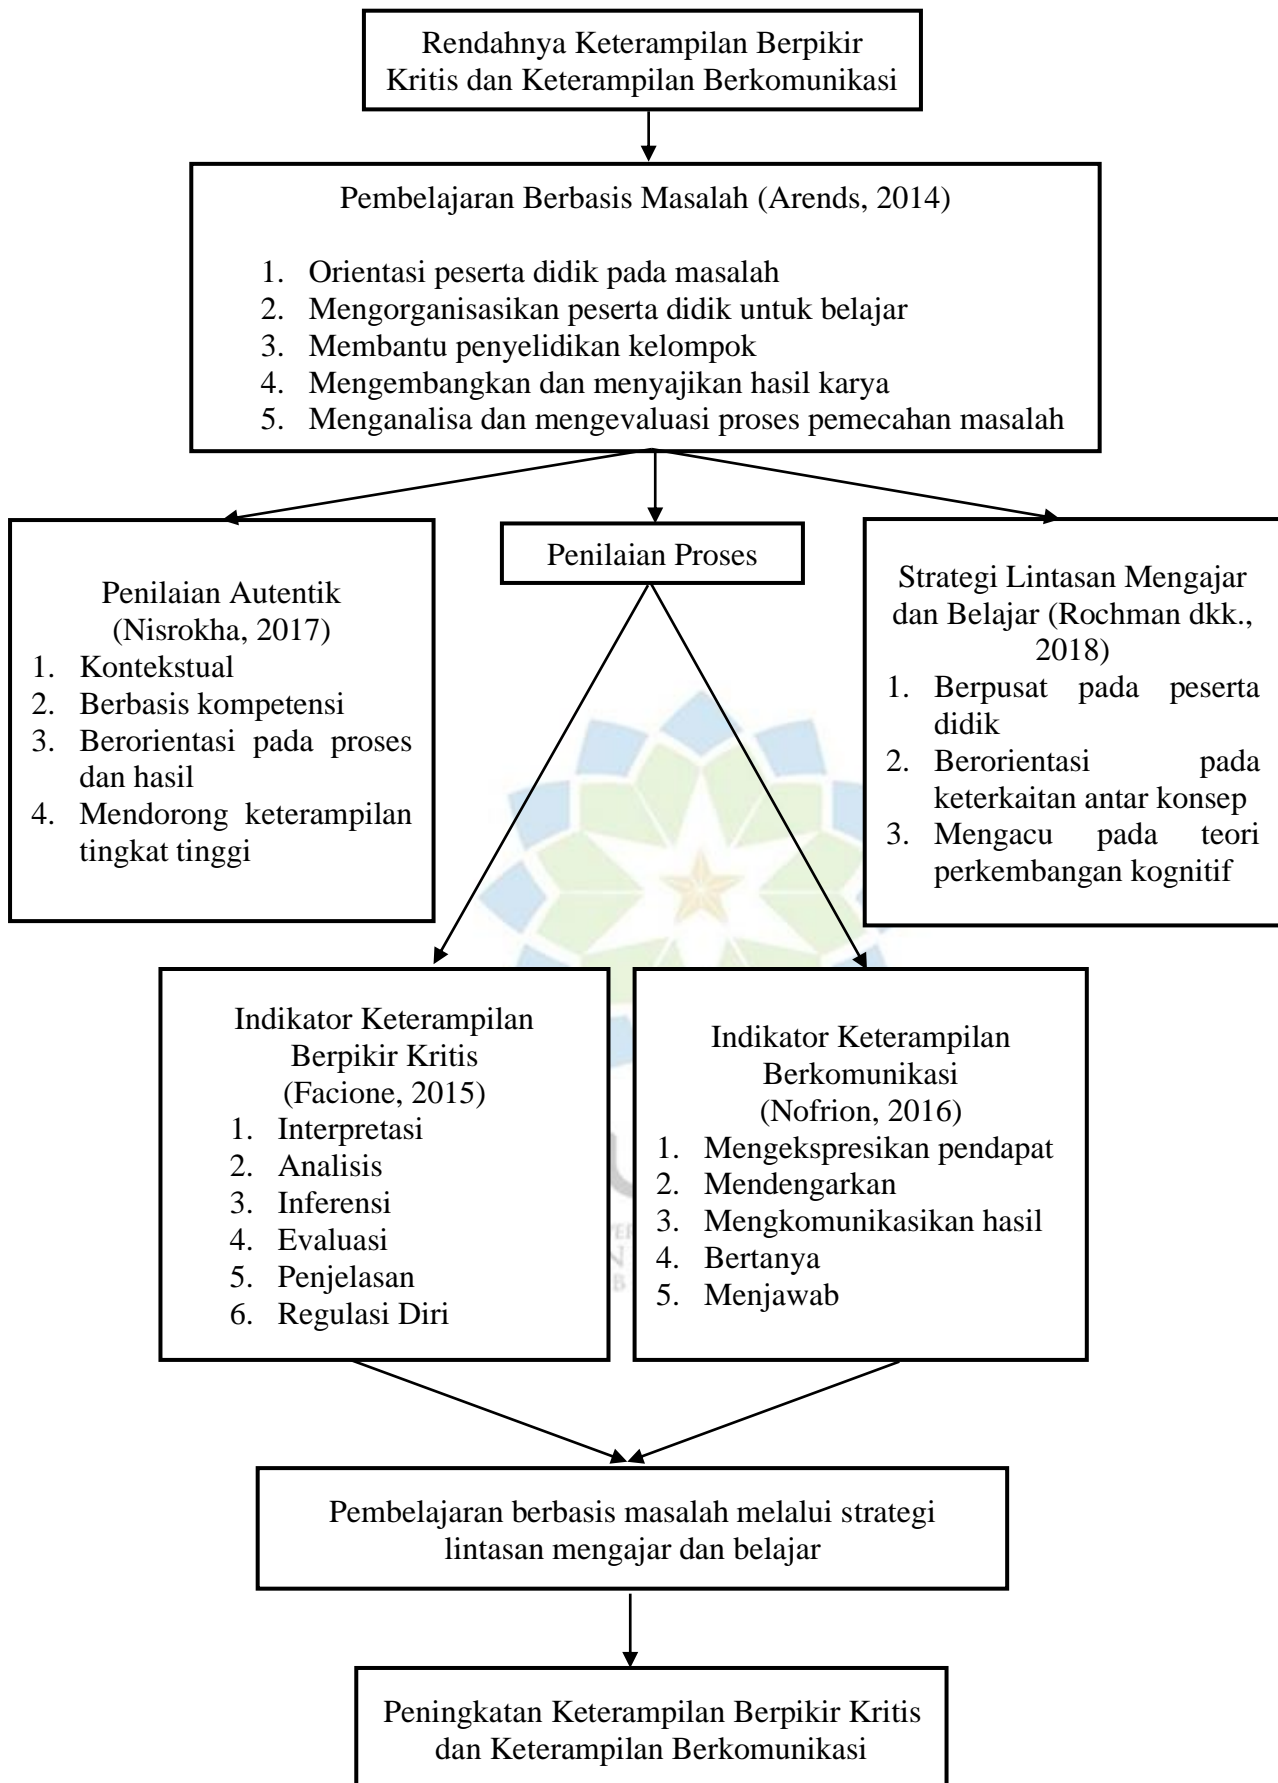 Rendahnya Keterampilan Berpikir
Kritis dan Keterampilan Berkomunikasi
Pembelajaran Berbasis Masalah (Arends, 2014)
1. Orientasi peserta didik pada masalah
2. Mengorganisasikan peserta didik untuk belajar
3. Membantu penyelidikan kelompok
4. Mengembangkan dan menyajikan hasil karya
5. Menganalisa dan mengevaluasi proses pemecahan masalah
Penilaian Autentik
(Nisrokha, 2017)
1. Kontekstual
2. Berbasis kompetensi
3. Berorientasi pada proses
dan hasil
4. Mendorong keterampilan
tingkat tinggi
Penilaian Proses
Strategi Lintasan Mengajar
dan Belajar (Rochman dkk.,
2018)
1. Berpusat pada peserta
didik
2. Berorientasi pada
keterkaitan antar konsep
3. Mengacu pada teori
perkembangan kognitif
Indikator Keterampilan
Berpikir Kritis
(Facione, 2015)
1. Interpretasi
2. Analisis
3. Inferensi
4. Evaluasi
5. Penjelasan
6. Regulasi Diri
Indikator Keterampilan
Berkomunikasi
(Nofrion, 2016)
1. Mengekspresikan pendapat
2. Mendengarkan
3. Mengkomunikasikan hasil
4. Bertanya
5. Menjawab
Pembelajaran berbasis masalah melalui strategi
lintasan mengajar dan belajar
Peningkatan Keterampilan Berpikir Kritis
dan Keterampilan Berkomunikasi